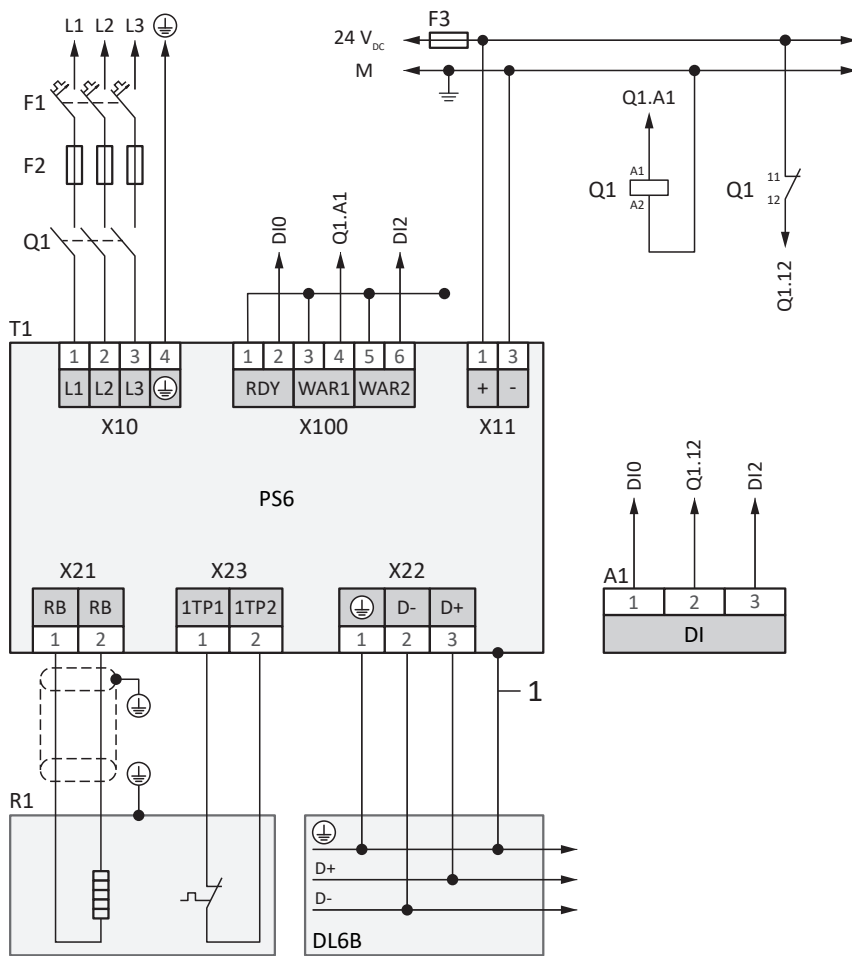 L1 L2 L3
F1
F2
Q1
DI0
Q1.A1
DI2
F3
24 VDC
M
Q1.A1
Q1
A1
A2
Q1
11
12
Q1.12
T1
1 2 3 4
L1 L2 L3
X10
1 2 3 4 5 6
RDY WAR1 WAR2
X100
1 3
+ -
X11
PS6
X21
RB RB
1 2
X23
1TP1 1TP2
1 2
X22
D- D+
1 2 3
1
DI0
Q1.12
DI2
A1
1 2 3
DI
R1
D+
D-
DL6B